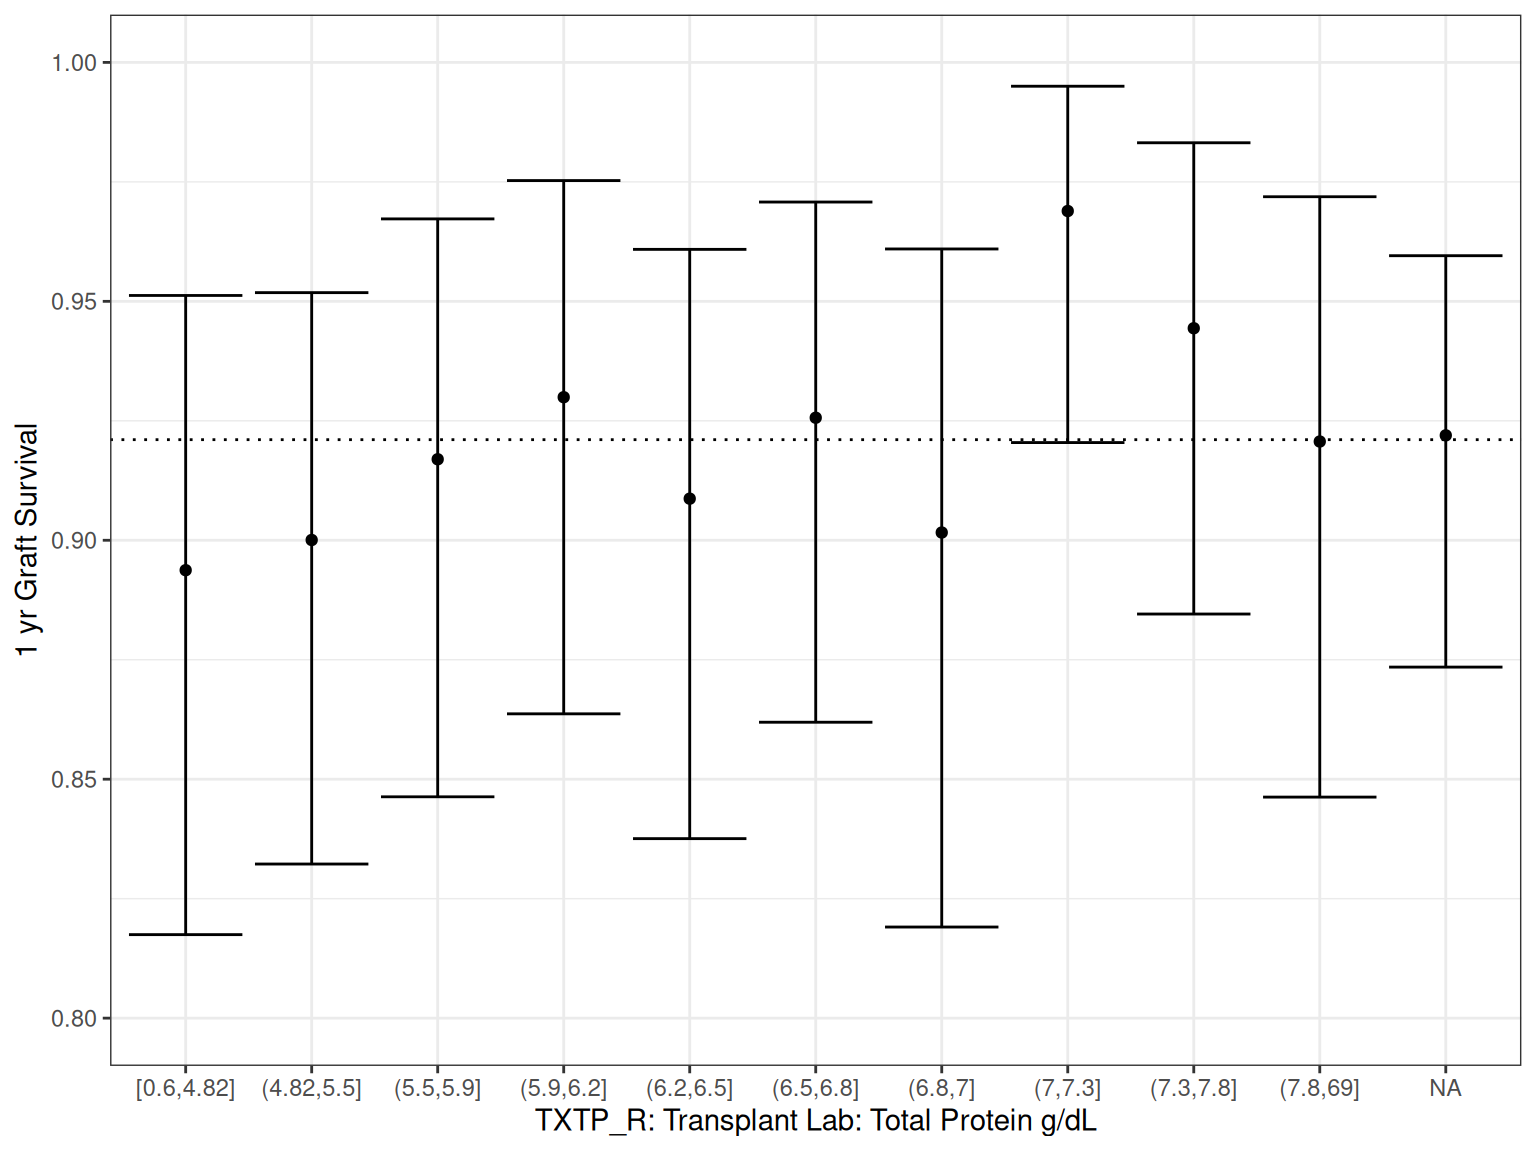 1.00
0.95
0.90
0.85
0.80
1 yr Graft Survival
[0.6,4.82] (4.82,5.5] (5.5,5.9] (5.9,6.2] (6.2,6.5] (6.5,6.8] (6.8,7] (7,7.3] (7.3,7.8] (7.8,69] NA
TXTP_R: Transplant Lab: Total Protein g/dL